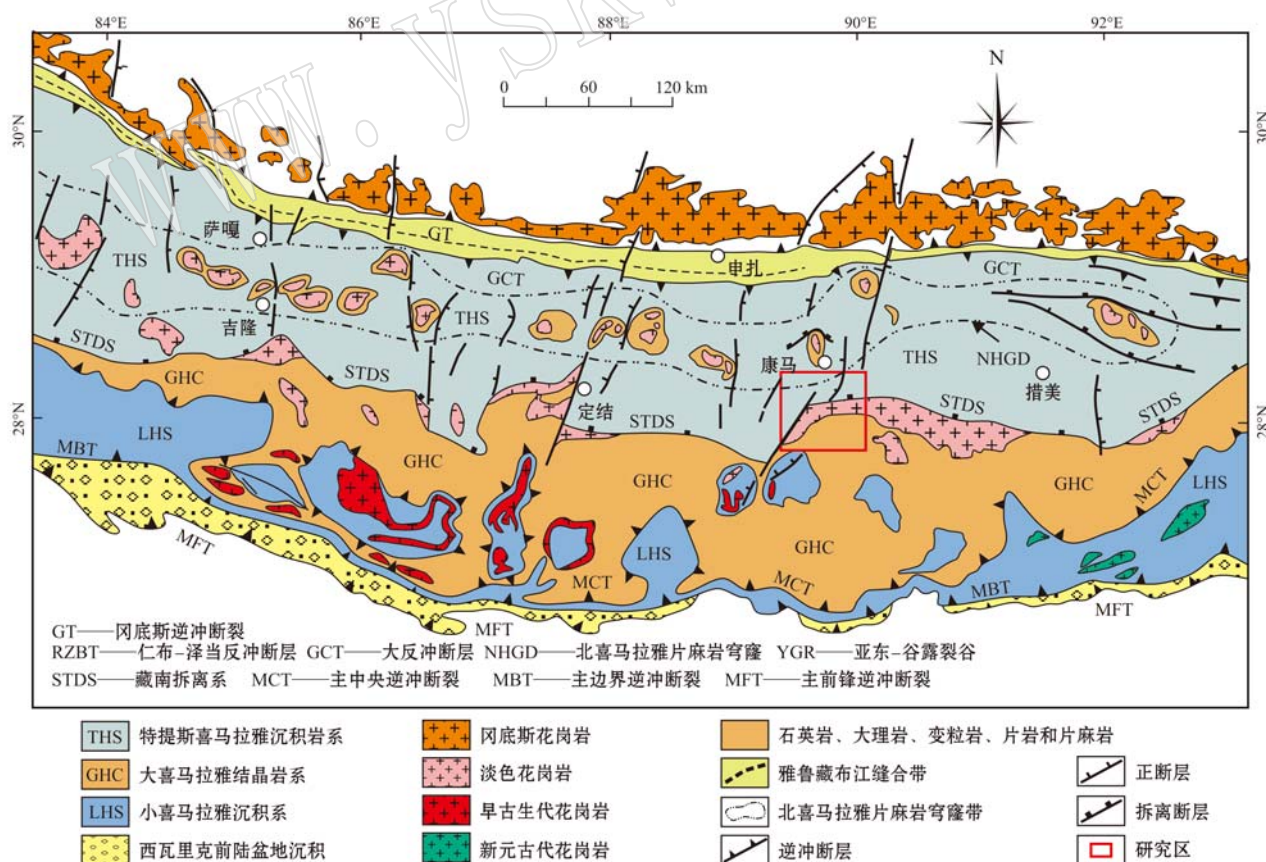 84°E 86°E 88°E 90°E 92°E
www.ysk
N
0 60 120 km
30°N 30°N
萨嘎
GT
申扎
THS GCT GCT
吉隆 THS
STDS 康马 THS NHGD
GHC STDS 措美
定结 STDS STDS STDS
28°N 28°N
LHS
MBT GHC GHC GHC MCT LHS
MFT LHS GHC
MCT MCT MBT
MFT MFT
GT——冈底斯逆冲断裂
RZBT——仁布-泽当反冲断层 GCT——大反冲断层 NHGD——北喜马拉雅片麻岩穹窿 YGR——亚东-谷露裂谷
STDS——藏南拆离系 MCT——主中央逆冲断裂 MBT——主边界逆冲断裂 MFT——主前锋逆冲断裂
THS 特提斯喜马拉雅沉积岩系 冈底斯花岗岩 石英岩、大理岩、变粒岩、片岩和片麻岩
GHC 大喜马拉雅结晶岩系 淡色花岗岩 雅鲁藏布江缝合带 正断层
LHS 小喜马拉雅沉积系 早古生代花岗岩 北喜马拉雅片麻岩穹窿带 拆离断层
西瓦里克前陆盆地沉积 新元古代花岗岩 逆冲断层 研究区